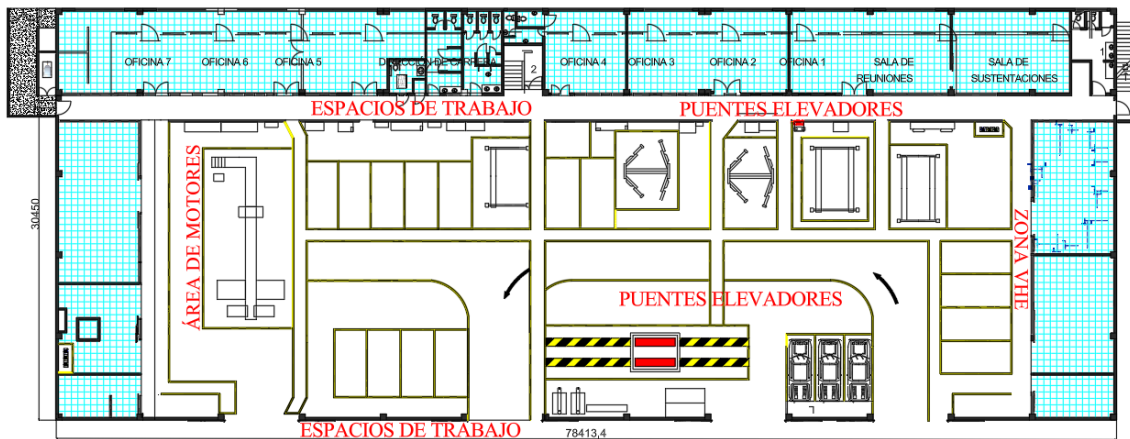 OFICINA 7
OFICINA 6
OFICINA 5
DIRECCIÓN DE CARRERA
2
OFICINA 4
OFICINA 3
OFICINA 2
OFICINA 1
SALA DE
REUNIONES
SALA DE
SUSTENTACIONES
1
ESPACIOS DE TRABAJO
PUENTES ELEVADORES
ÁREA DE MOTORES
30450
ZONA VHE
PUENTES ELEVADORES
ESPACIOS DE TRABAJO
78413,4